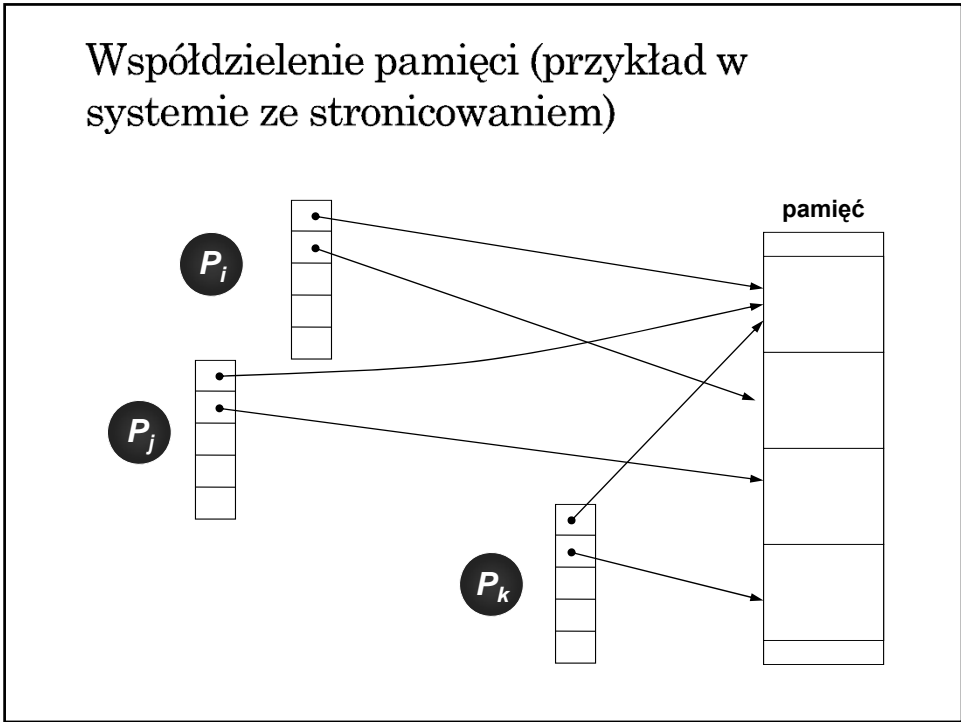 Współdzielenie pamięci (przykład w
systemie ze stronicowaniem)
pamięć
Pi
Pj
Pk